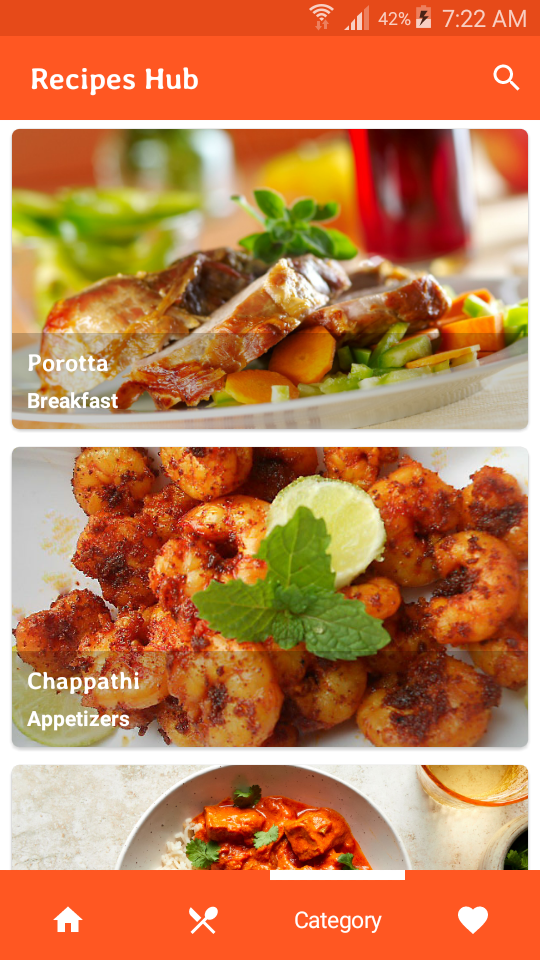 42% 7:22 AM
Recipes Hub
Porotta
Breakfast
Chappathi
Appetizers
Category